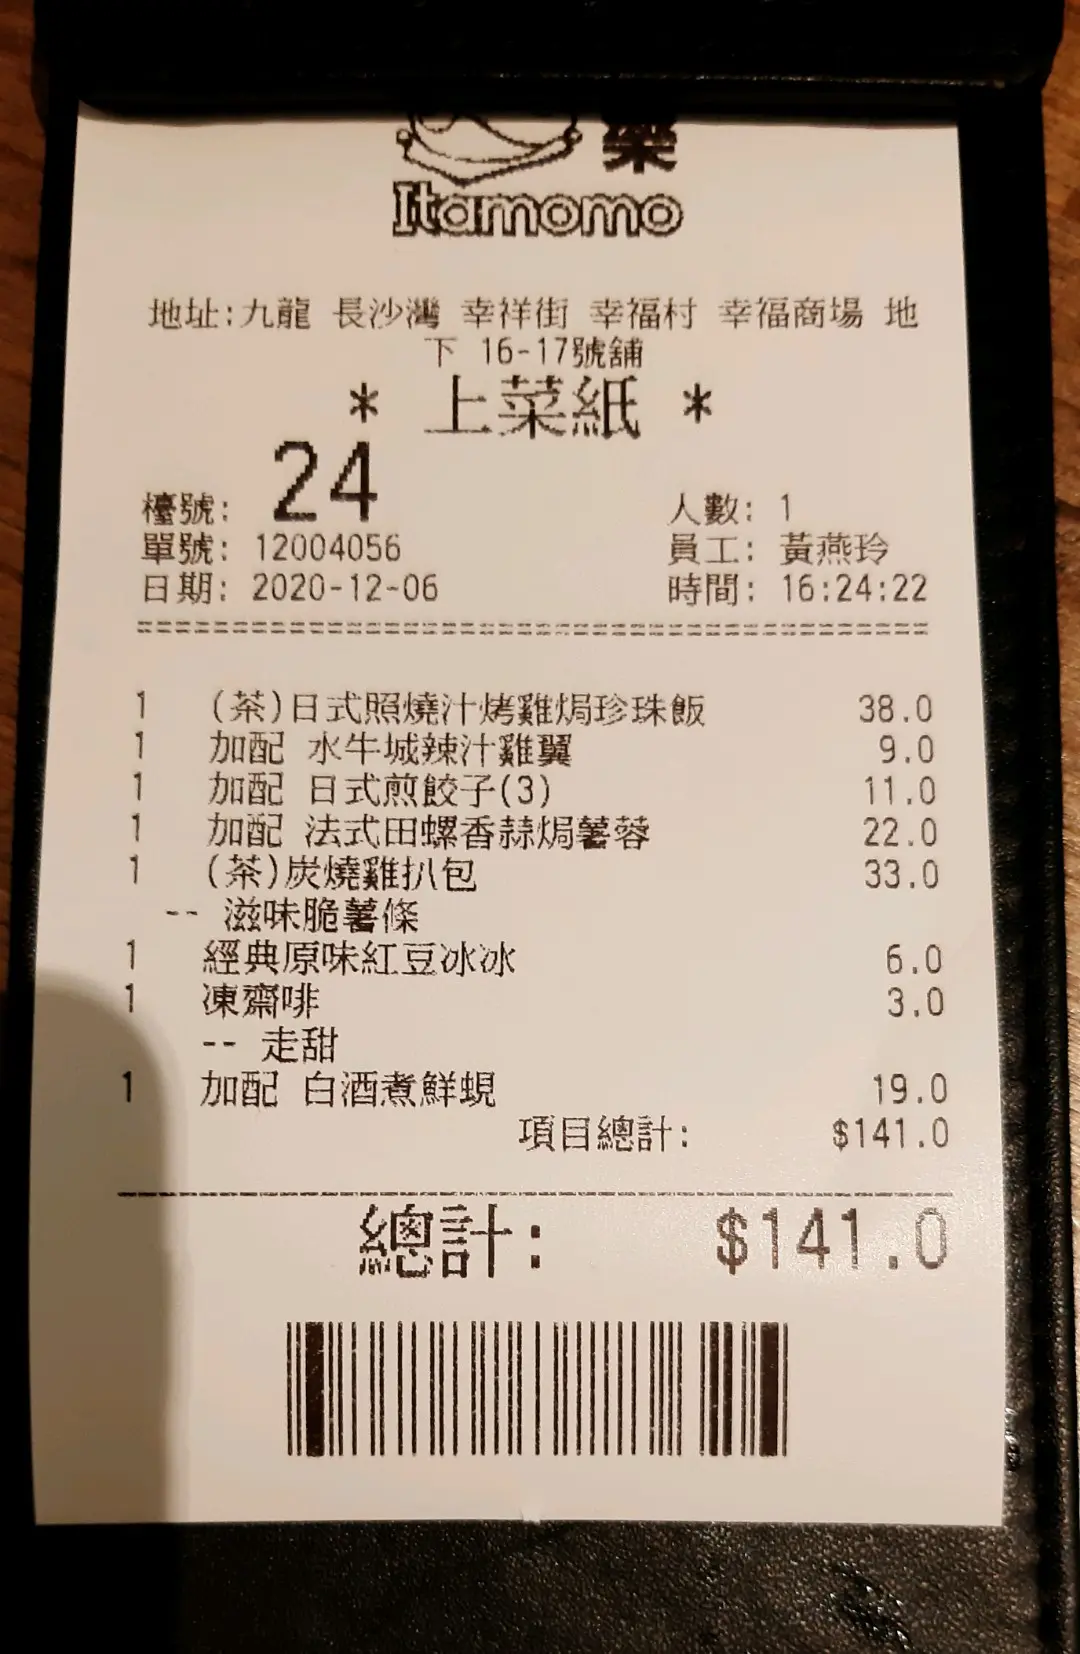 樂
Itamomo
地址:九龍 長沙灣 幸祥街 幸福村 幸福商場 地
下 16-17號舖
* 上菜紙 *
檯號: 24 人數: 1
單號: 12004056 員工: 黃燕玲
日期: 2020-12-06 時間: 16:24:22
1 (茶)日式照燒汁烤雞焗珍珠飯 38.0
1 加配 水牛城辣汁雞翼 9.0
1 加配 日式煎餃子(3) 11.0
1 加配 法式田螺香蒜焗薯蓉 22.0
1 (茶)炭燒雞扒包 33.0
-- 滋味脆薯條
1 經典原味紅豆冰冰 6.0
1 凍齋啡 3.0
-- 走甜
1 加配 白酒煮鮮蜆 19.0
項目總計: $141.0
總計: $141.0